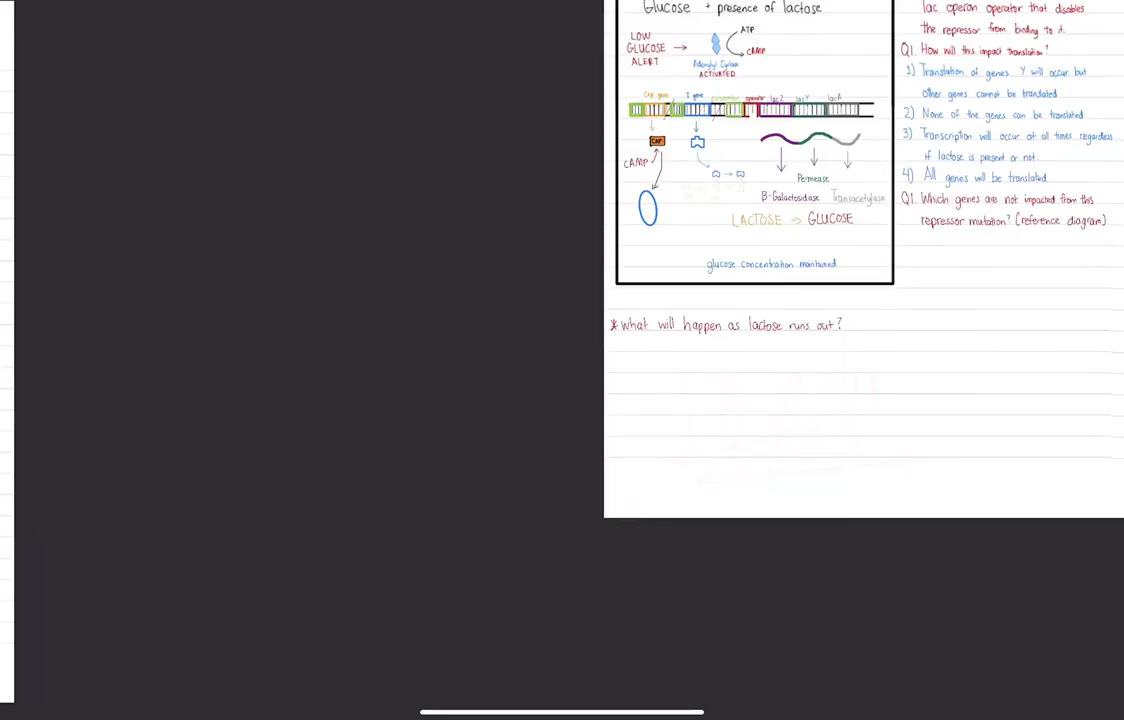 Glucose + presence of lactose
LOW
GLUCOSE →
ALERT
ATP
CAMP
Adenylyl Cyclase
ACTIVATED
CAP gene
I gene
promoter
operator
lacZ
lacY
lacA
CAP
CAMP
Permease
B-Galactosidase
Transacetylase
LACTOSE → GLUCOSE
glucose concentration maintained
*What will happen as lactose runs out?
lac operon operator that disables
the repressor from binding to it.
Q1. How will this impact translation?
1) Translation of genes Y will occur but
other genes cannot be translated
2) None of the genes can be translated
3) Transcription will occur at all times regardless
if lactose is present or not.
4) All genes will be translated
Q1. Which genes are not impacted from this
repressor mutation? (reference diagram)